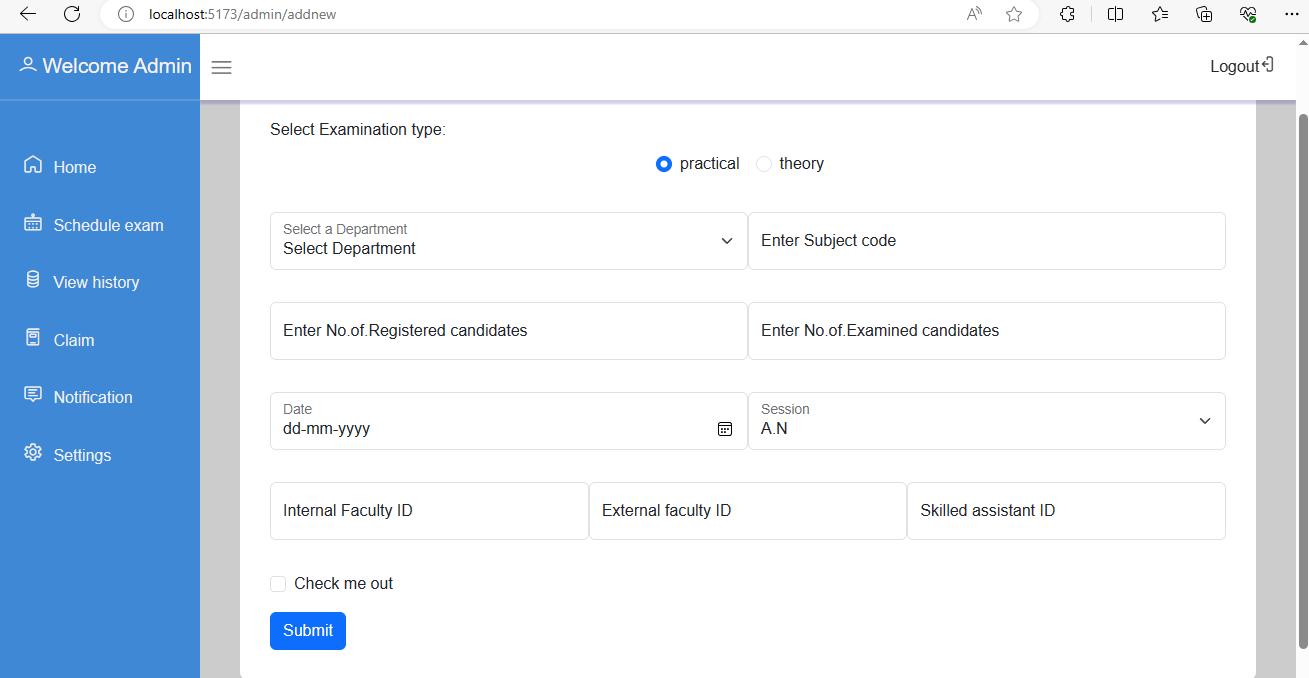 localhost:5173/admin/addnew
Welcome Admin
Logout
Home
Schedule exam
View history
Claim
Notification
Settings
Select Examination type:
practical theory
Select a Department
Select Department
Enter Subject code
Enter No.of.Registered candidates
Enter No.of.Examined candidates
Date
dd-mm-yyyy
Session
A.N
Internal Faculty ID
External faculty ID
Skilled assistant ID
Check me out
Submit